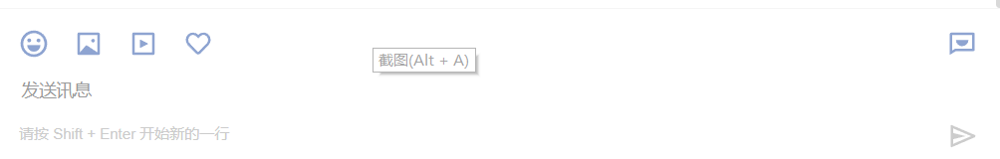 截图(Alt + A)
发送讯息
请按 Shift + Enter 开始新的一行